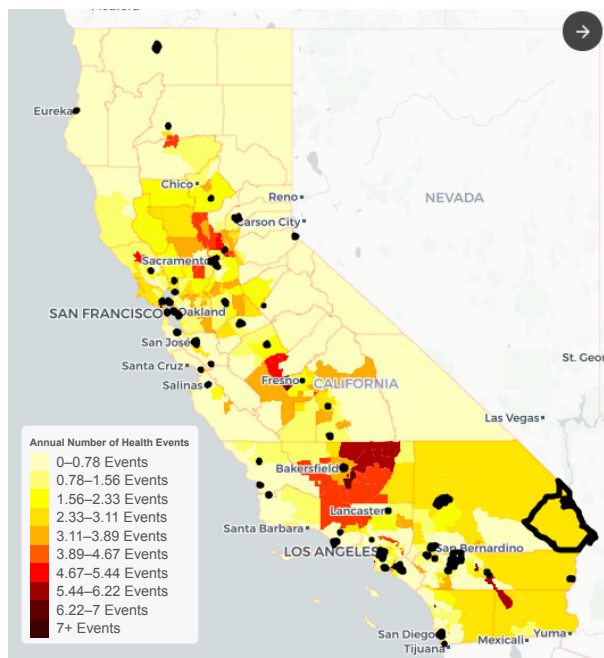 Eureka
Chico
Reno
NEVADA
Carson City
Sacramento
SAN FRANCISCO
Oakland
San José
St. Geor
Santa Cruz
Fresno
CALIFORNIA
Salinas
Las Vegas
Annual Number of Health Events
0–0.78 Events
0.78–1.56 Events
1.56–2.33 Events
2.33–3.11 Events
3.11–3.89 Events
3.89–4.67 Events
4.67–5.44 Events
5.44–6.22 Events
6.22–7 Events
7+ Events
Bakersfield
Lancaster
Santa Barbara
LOS ANGELES
San Bernardino
San Diego
Yuma
Mexicali
Tijuana